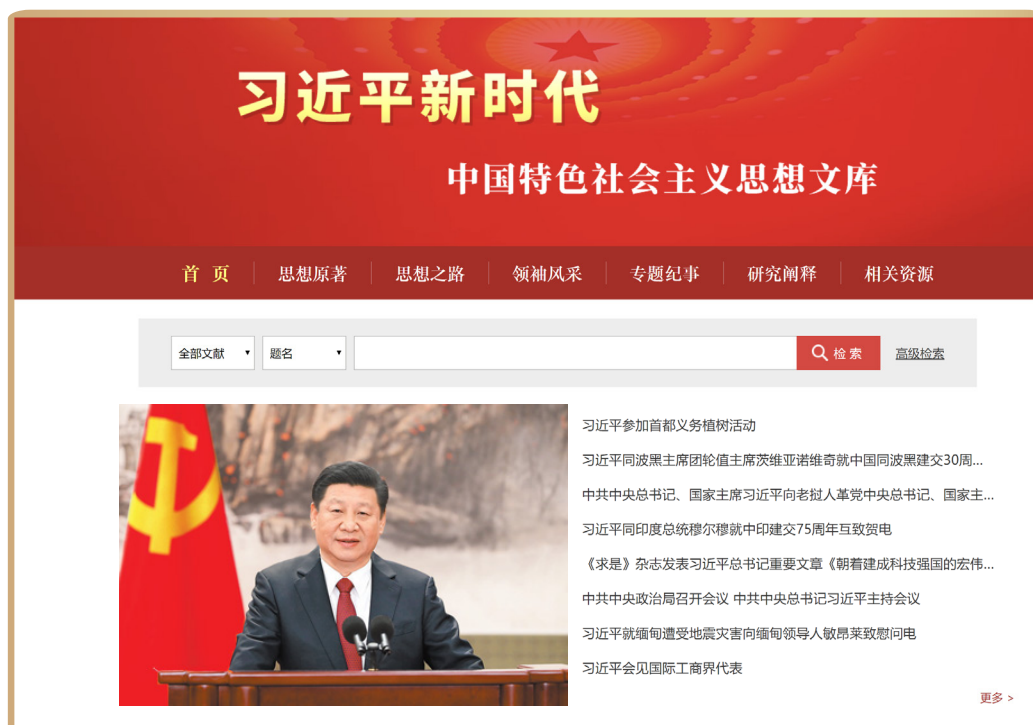 习近平新时代
中国特色社会主义思想文库
首 页 思想原著 思想之路 领袖风采 专题纪事 研究阐释 相关资源
全部文献 题名 检索 高级检索
习近平参加首都义务植树活动
习近平同波黑主席团轮值主席茨维亚诺维奇就中国同波黑建交30周...
中共中央总书记、国家主席习近平向老挝人革党中央总书记、国家主...
习近平同印度总统穆尔穆就中印建交75周年互致贺电
《求是》杂志发表习近平总书记重要文章《朝着建成科技强国的宏伟...
中共中央政治局召开会议 中共中央总书记习近平主持会议
习近平就缅甸遭受地震灾害向缅甸领导人敏昂莱致慰问电
习近平会见国际工商界代表
更多 >